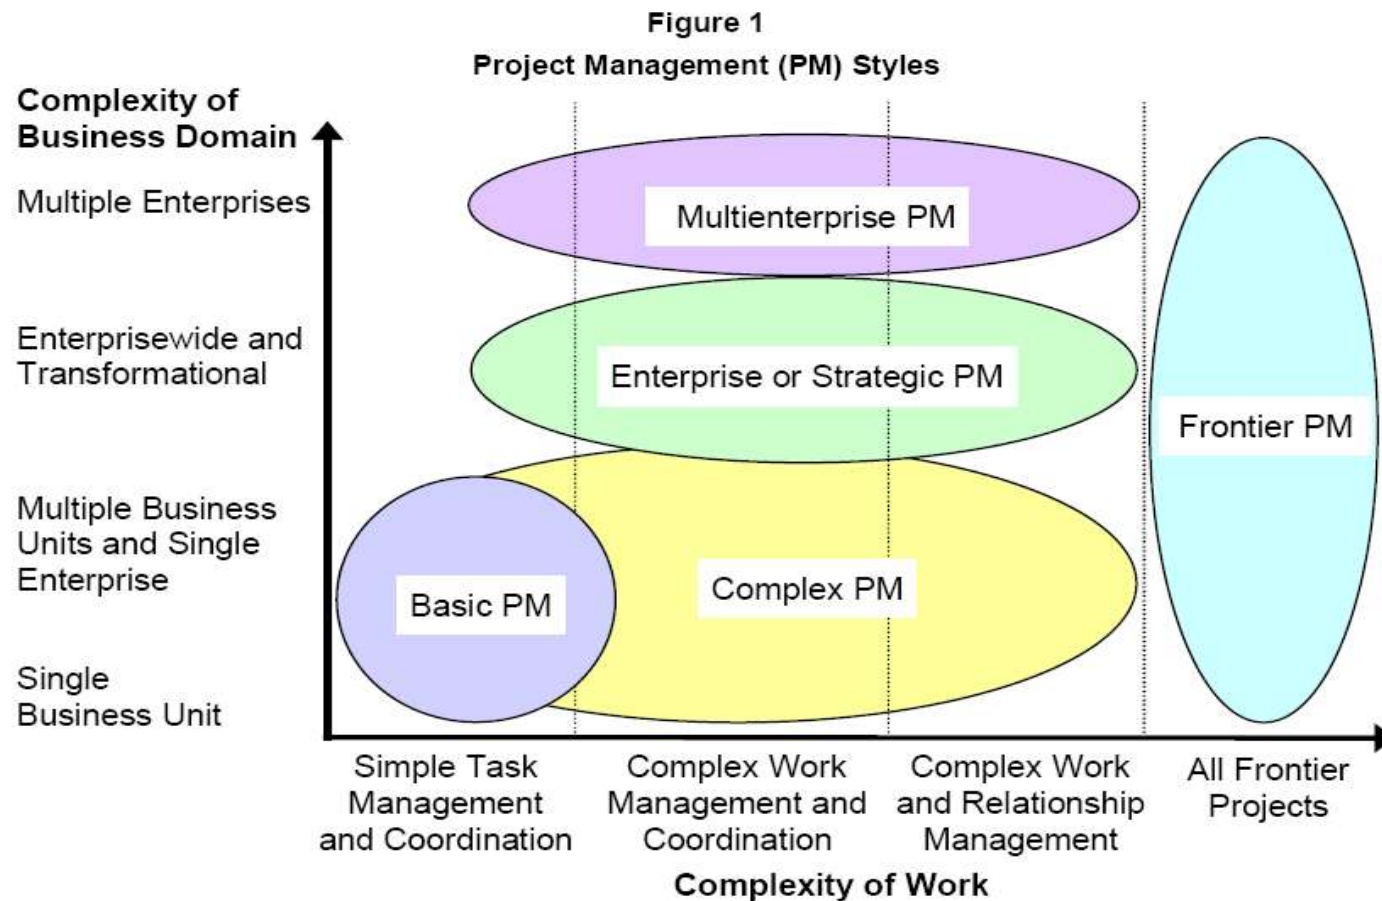 Figure 1
Project Management (PM) Styles
Complexity of
Business Domain
Multiple Enterprises
Multienterprise PM
Enterprisewide and
Transformational
Enterprise or Strategic PM
Frontier PM
Multiple Business
Units and Single
Enterprise
Basic PM
Complex PM
Single
Business Unit
Simple Task
Management
and Coordination
Complex Work
Management and
Coordination
Complex Work
and Relationship
Management
All Frontier
Projects
Complexity of Work